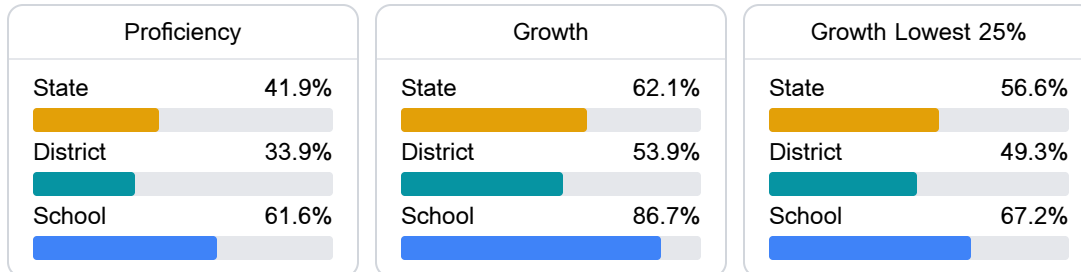 Proficiency
State 41.9%
District 33.9%
School 61.6%
Growth
State 62.1%
District 53.9%
School 86.7%
Growth Lowest 25%
State 56.6%
District 49.3%
School 67.2%